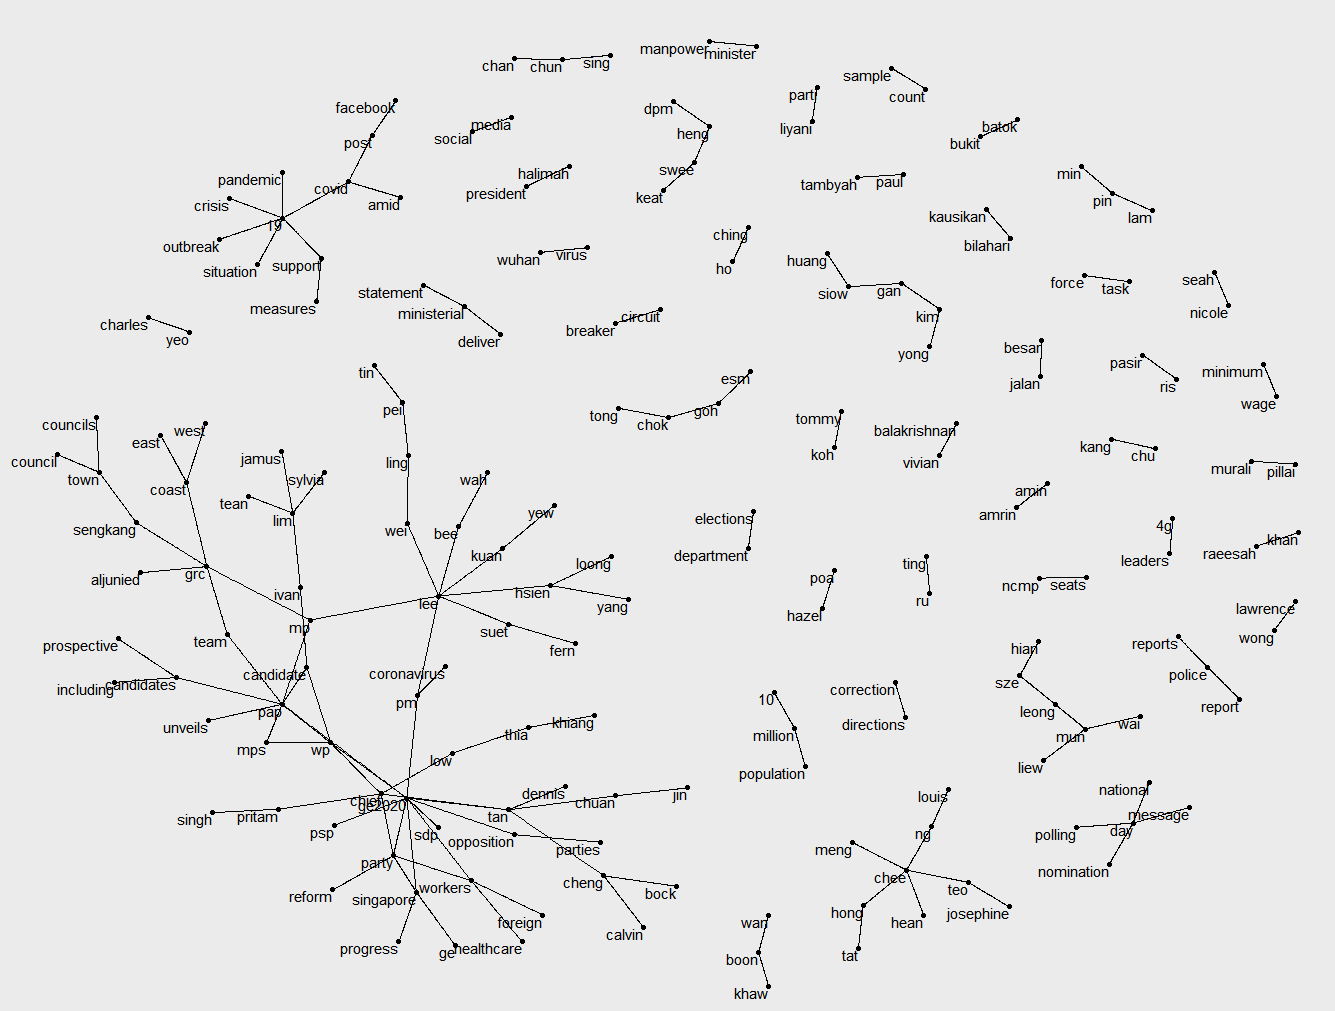 manpower
minister
chan
chun
sing
sample
count
parti
liyani
facebook
post
media
social
dpm
heng
swee
keat
batok
bukit
pandemic
covid
amid
crisis
19
outbreak
situation
support
measures
halimah
president
tambyah
paul
min
pin
lam
kausikan
bilahari
ching
ho
wuhan
virus
huang
siow
gan
kim
yong
force
task
seah
nicole
statement
ministerial
deliver
breaker
circuit
charles
yeo
besar
jalan
pasir
ris
minimum
wage
tin
pei
ling
wei
esm
goh
chok
tong
tommy
koh
balakrishnan
vivian
kang
chu
murali
pillai
councils
council
town
east
west
coast
sengkang
jamus
sylvia
tean
lim
wah
bee
yew
kuan
amin
amrin
elections
department
4g
leaders
khan
raeesah
aljunied
grc
ivan
mp
lee
loong
hsien
yang
suet
fern
poa
hazel
ting
ru
ncmp
seats
lawrence
wong
team
prospective
including
candidates
candidate
coronavirus
pm
pap
unveils
mps
wp
hian
sze
leong
mun
wai
liew
reports
police
report
10
million
population
correction
directions
khiang
thia
low
chief
ge2020
singh
pritam
psp
sdp
dennis
chuan
jin
tan
opposition
parties
party
cheng
bock
calvin
reform
singapore
workers
foreign
progress
ge
healthcare
louis
ng
meng
chee
teo
josephine
hong
hean
tat
national
message
polling
day
nomination
wan
boon
khaw